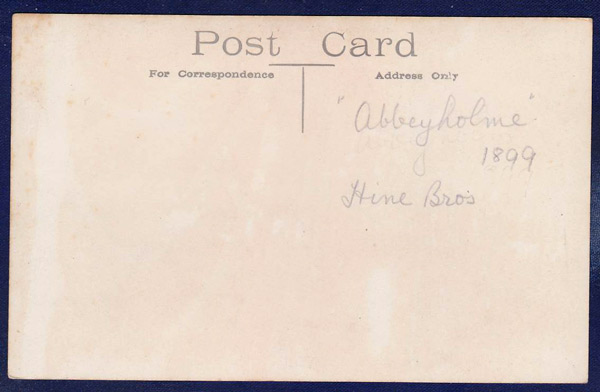 Post Card
For Correspondence
Address Only
"Abbeyholme"
1899
Hine Bros